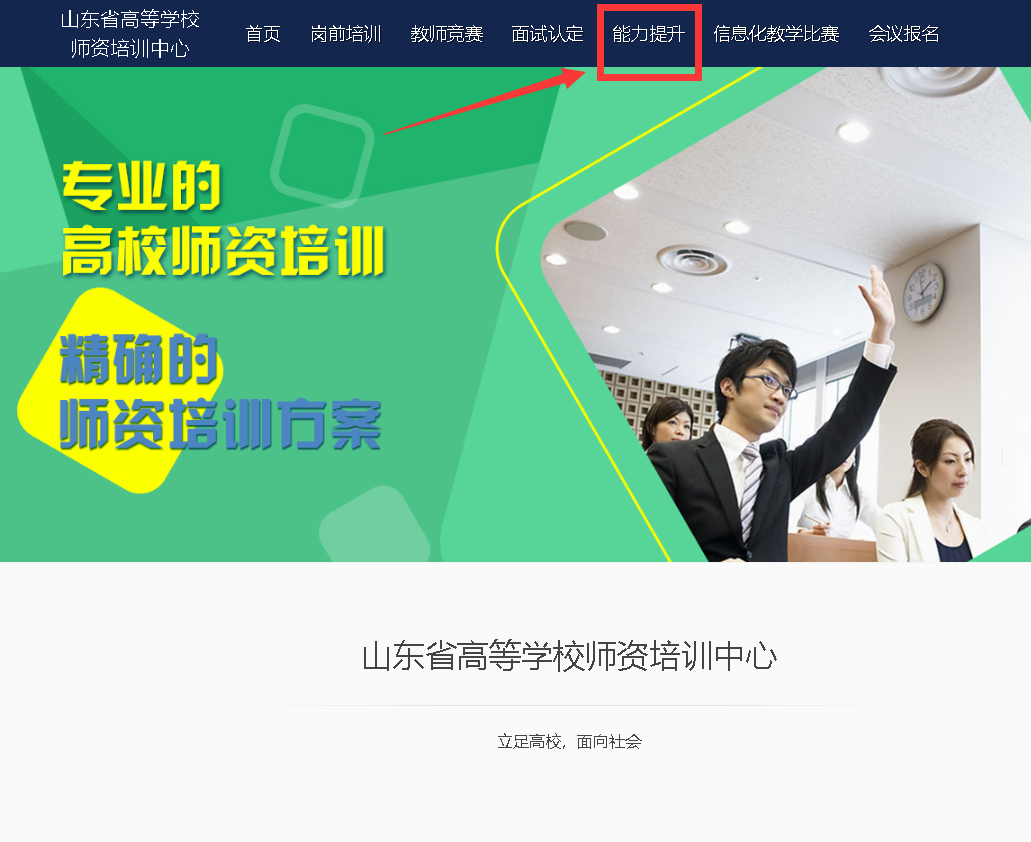 山东省高等学校
师资培训中心
首页 岗前培训 教师竞赛 面试认定 能力提升 信息化教学比赛 会议报名
专业的
高校师资培训
精确的
师资培训方案
山东省高等学校师资培训中心
立足高校，面向社会